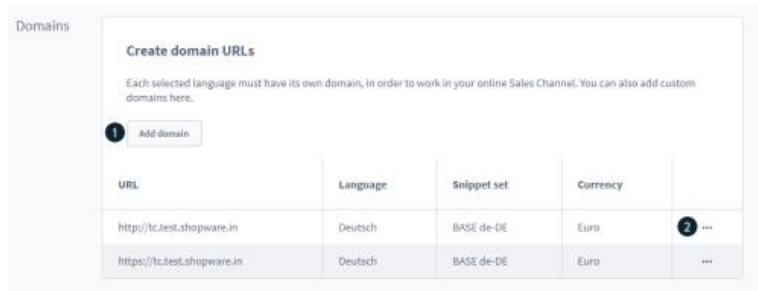 Domains
Create domain URLs
Each selected language must have its own domain, in order to work in your online Sales Channel. You can also add custom
domains here.
1 Add domain
URL Language Snippet set Currency
http://tc.test.shopware.in Deutsch BASE de-DE Euro 2 ...
https://tc.test.shopware.in Deutsch BASE de-DE Euro ...